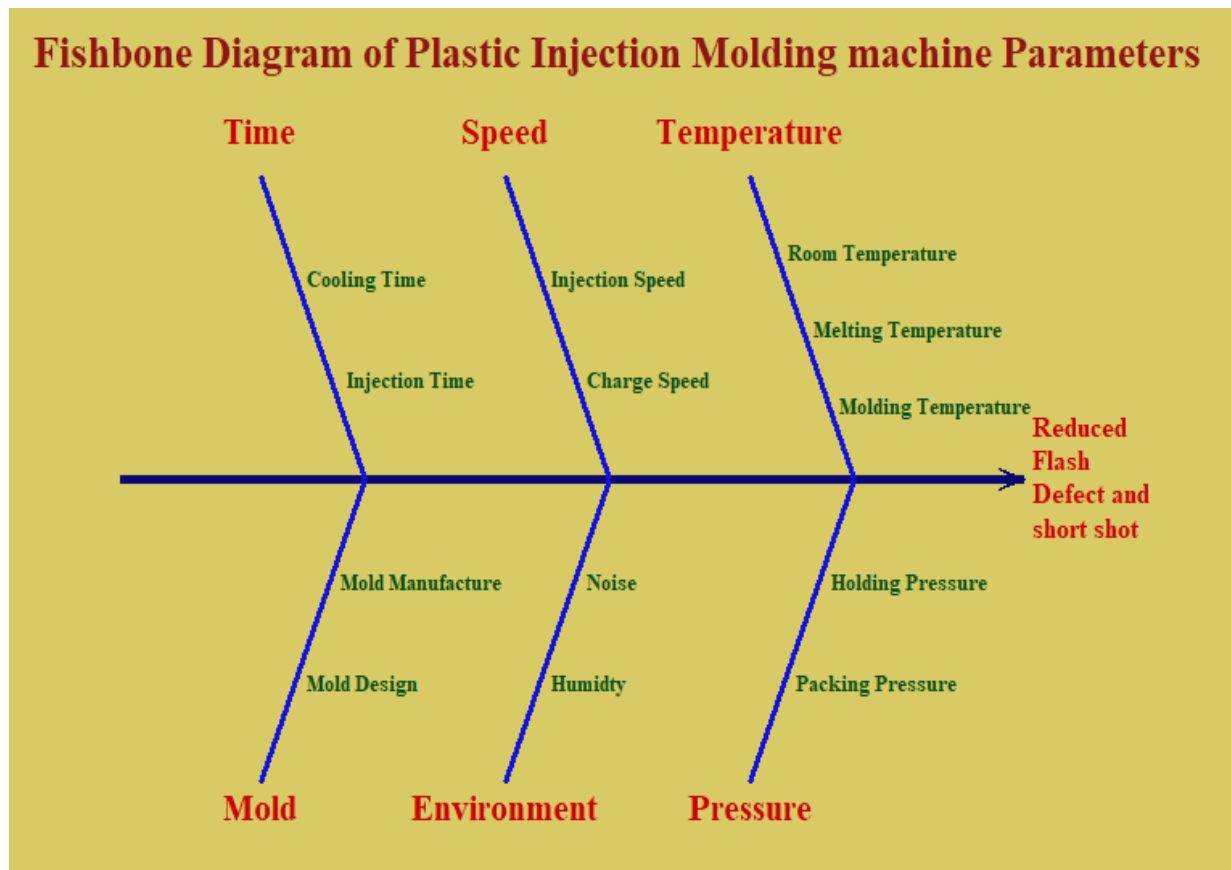 Fishbone Diagram of Plastic Injection Molding machine Parameters
Time
Speed
Temperature
Room Temperature
Cooling Time
Injection Speed
Melting Temperature
Injection Time
Charge Speed
Molding Temperature
Reduced
Flash
Defect and
short shot
Mold Manufacture
Noise
Holding Pressure
Mold Design
Humidty
Packing Pressure
Mold
Environment
Pressure